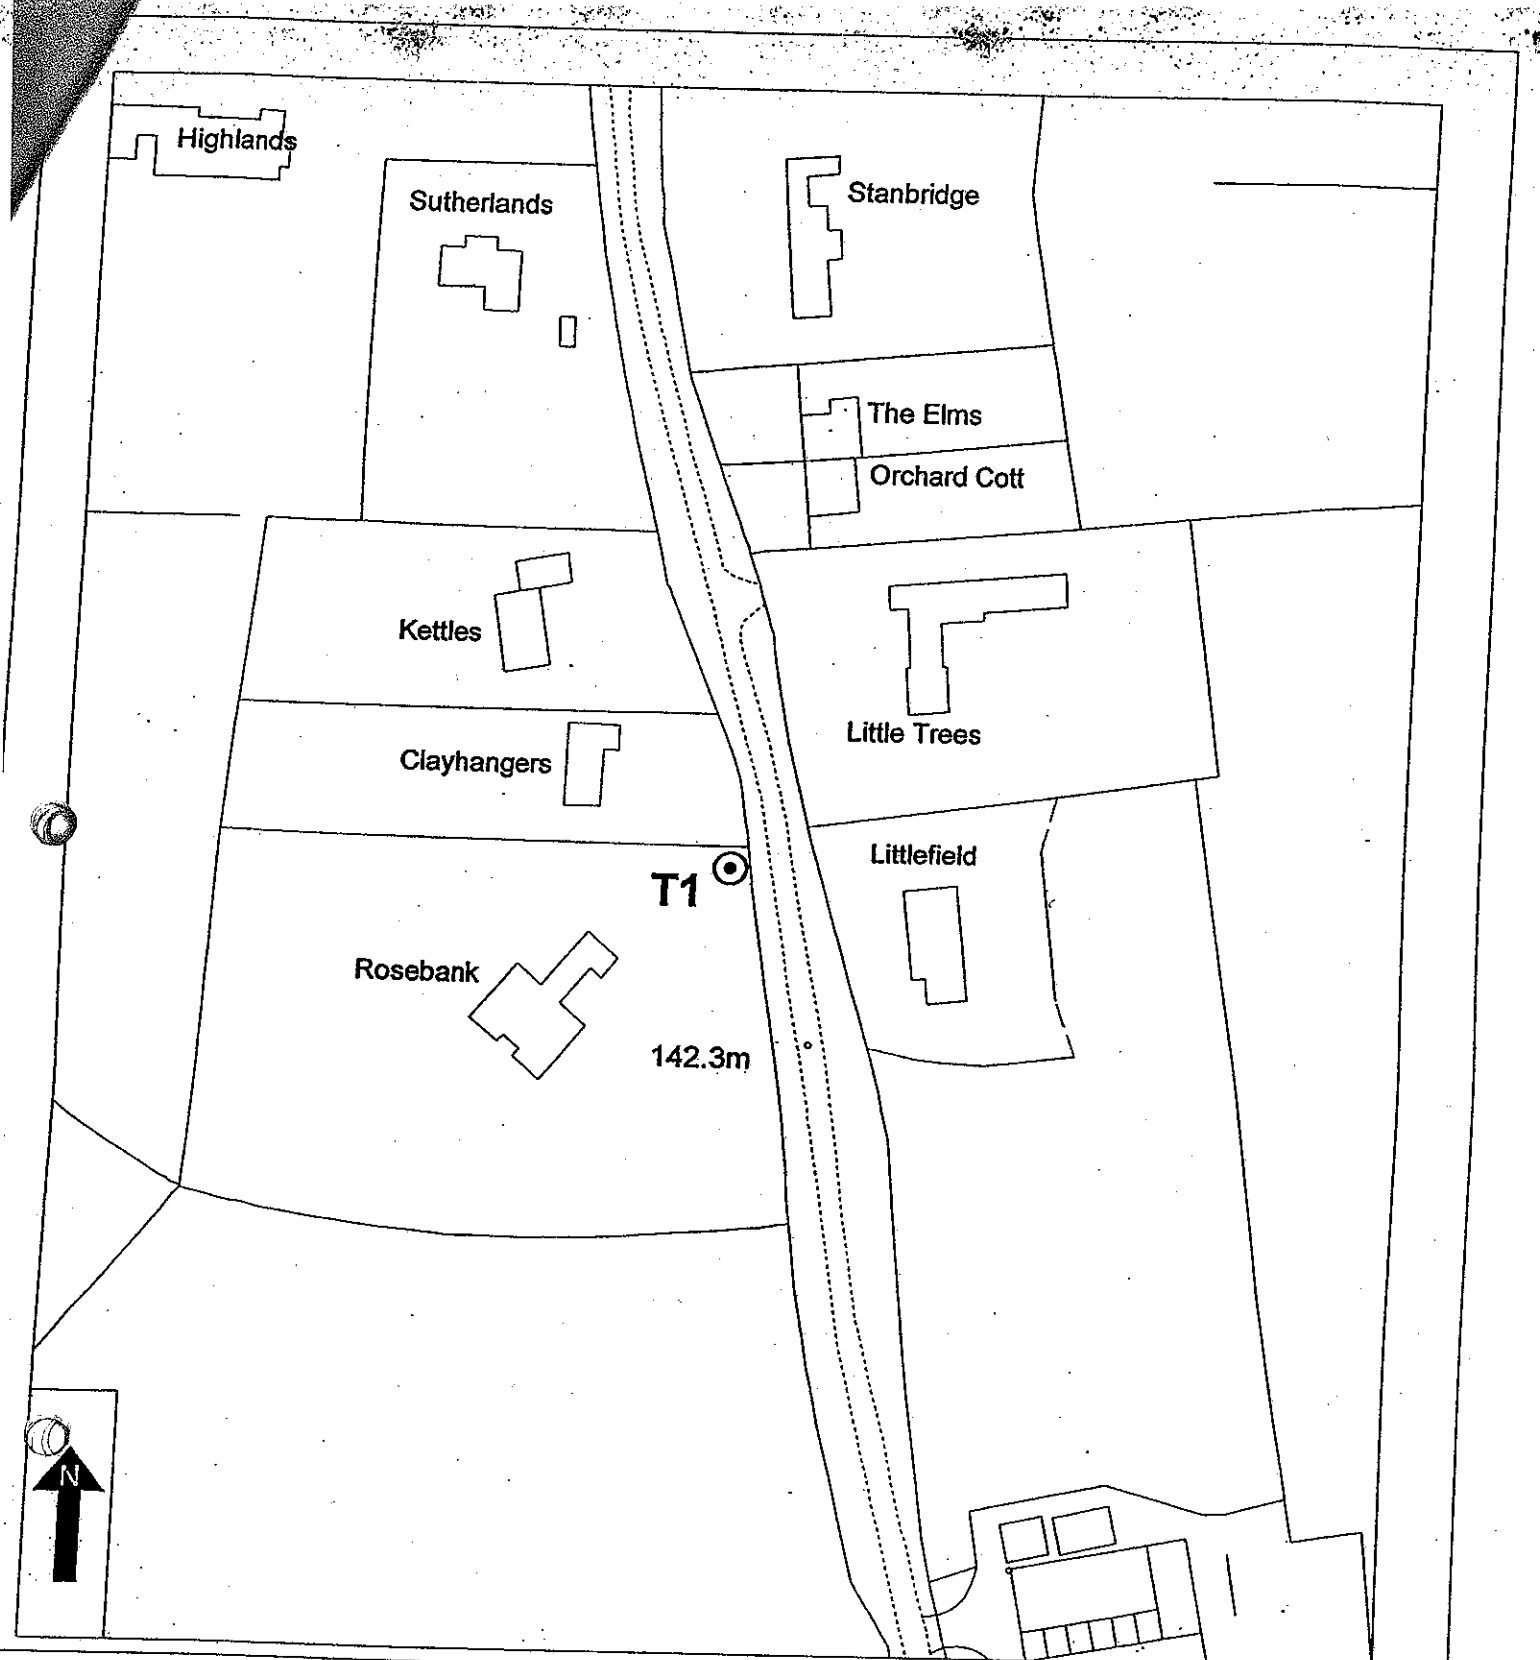 Highlands
Sutherlands
Stanbridge
The Elms
Orchard Cott
Kettles
Little Trees
Clayhangers
Littlefield
T1
Rosebank
142.3m
N